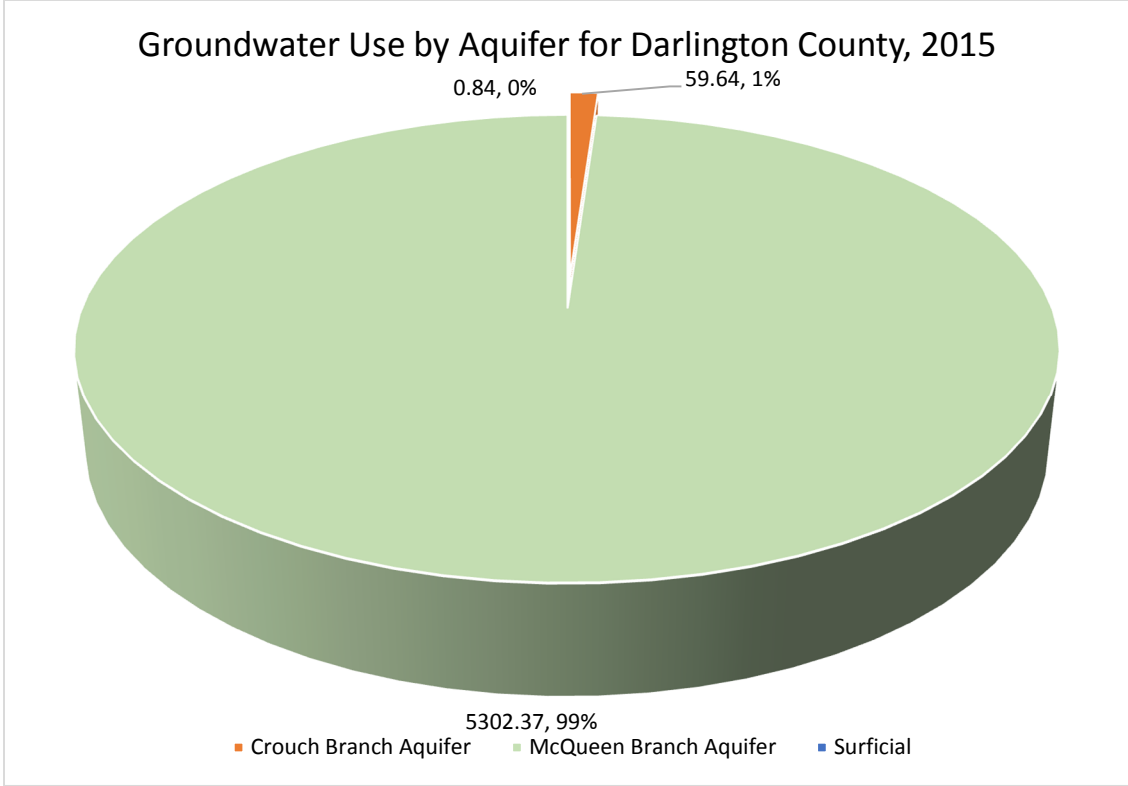 Groundwater Use by Aquifer for Darlington County, 2015
0.84, 0%
59.64, 1%
5302.37, 99%
Crouch Branch Aquifer
McQueen Branch Aquifer
Surficial